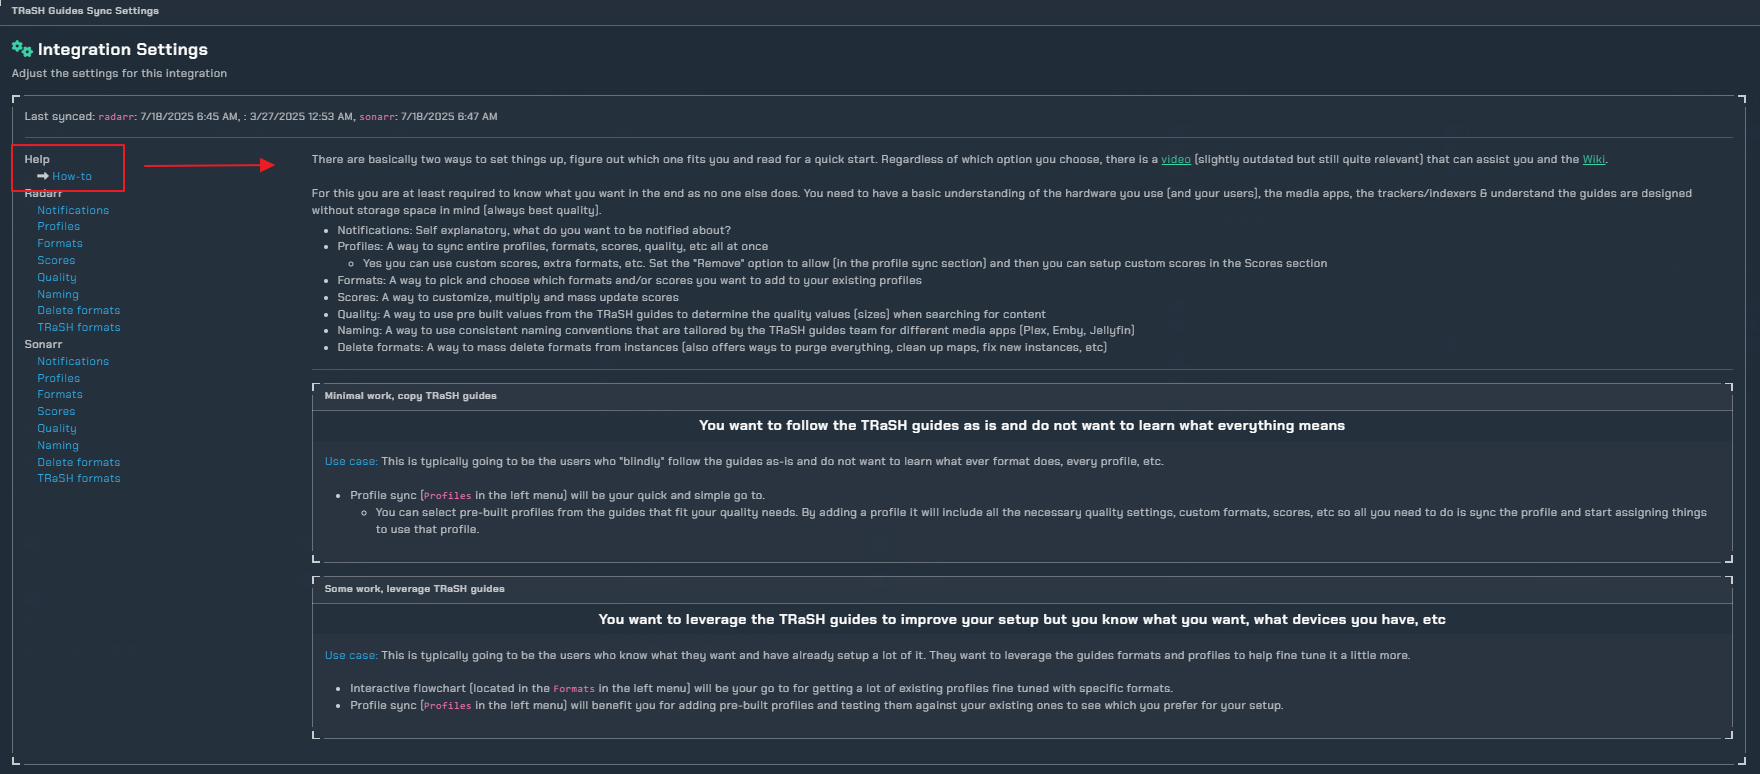 TRaSH Guides Sync Settings
Integration Settings
Adjust the settings for this integration
Last synced: radarr: 7/18/2025 6:45 AM, : 3/27/2025 12:53 AM, sonarr: 7/18/2025 6:47 AM
Help
How-to
Radarr
Notifications
Profiles
Formats
Scores
Quality
Naming
Delete formats
TRaSH formats
Sonarr
Notifications
Profiles
Formats
Scores
Quality
Naming
Delete formats
TRaSH formats
There are basically two ways to set things up, figure out which one fits you and read for a quick start. Regardless of which option you choose, there is a video (slightly outdated but still quite relevant) that can assist you and the Wiki.
For this you are at least required to know what you want in the end as no one else does. You need to have a basic understanding of the hardware you use (and your users), the media apps, the trackers/indexers & understand the guides are designed
without storage space in mind (always best quality).
Notifications: Self explanatory, what do you want to be notified about?
Profiles: A way to sync entire profiles, formats, scores, quality, etc all at once
Yes you can use custom scores, extra formats, etc. Set the "Remove" option to allow (in the profile sync section) and then you can setup custom scores in the Scores section
Formats: A way to pick and choose which formats and/or scores you want to add to your existing profiles
Scores: A way to customize, multiply and mass update scores
Quality: A way to use pre built values from the TRaSH guides to determine the quality values (sizes) when searching for content
Naming: A way to use consistent naming conventions that are tailored by the TRaSH guides team for different media apps (Plex, Emby, Jellyfin)
Delete formats: A way to mass delete formats from instances (also offers ways to purge everything, clean up maps, fix new instances, etc)
Minimal work, copy TRaSH guides
You want to follow the TRaSH guides as is and do not want to learn what everything means
Use case: This is typically going to be the users who "blindly" follow the guides as-is and do not want to learn what ever format does, every profile, etc.
Profile sync (Profiles in the left menu) will be your quick and simple go to.
You can select pre-built profiles from the guides that fit your quality needs. By adding a profile it will include all the necessary quality settings, custom formats, scores, etc so all you need to do is sync the profile and start assigning things
to use that profile.
Some work, leverage TRaSH guides
You want to leverage the TRaSH guides to improve your setup but you know what you want, what devices you have, etc
Use case: This is typically going to be the users who know what they want and have already setup a lot of it. They want to leverage the guides formats and profiles to help fine tune it a little more.
Interactive flowchart (located in the Formats in the left menu) will be your go to for getting a lot of existing profiles fine tuned with specific formats.
Profile sync (Profiles in the left menu) will benefit you for adding pre-built profiles and testing them against your existing ones to see which you prefer for your setup.